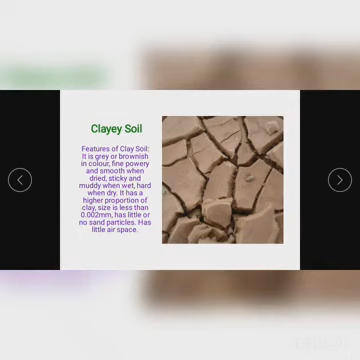 Clayey Soil
Features of Clay Soil:
It is grey or brownish
in colour, fine powery
and smooth when
dried, sticky and
muddy when wet, hard
when dry. It has a
higher proportion of
clay, size is less than
0.002mm, has little or
no sand particles. Has
little air space.